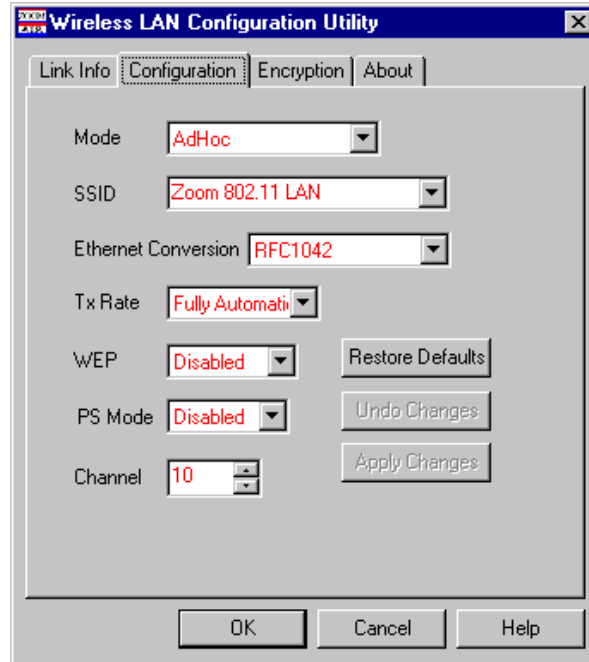 Wireless LAN Configuration Utility
Link Info Configuration Encryption About
Mode AdHoc
SSID Zoom 802.11 LAN
Ethernet Conversion RFC1042
Tx Rate Fully Automati
WEP Disabled Restore Defaults
PS Mode Disabled Undo Changes
Channel 10 Apply Changes
OK Cancel Help